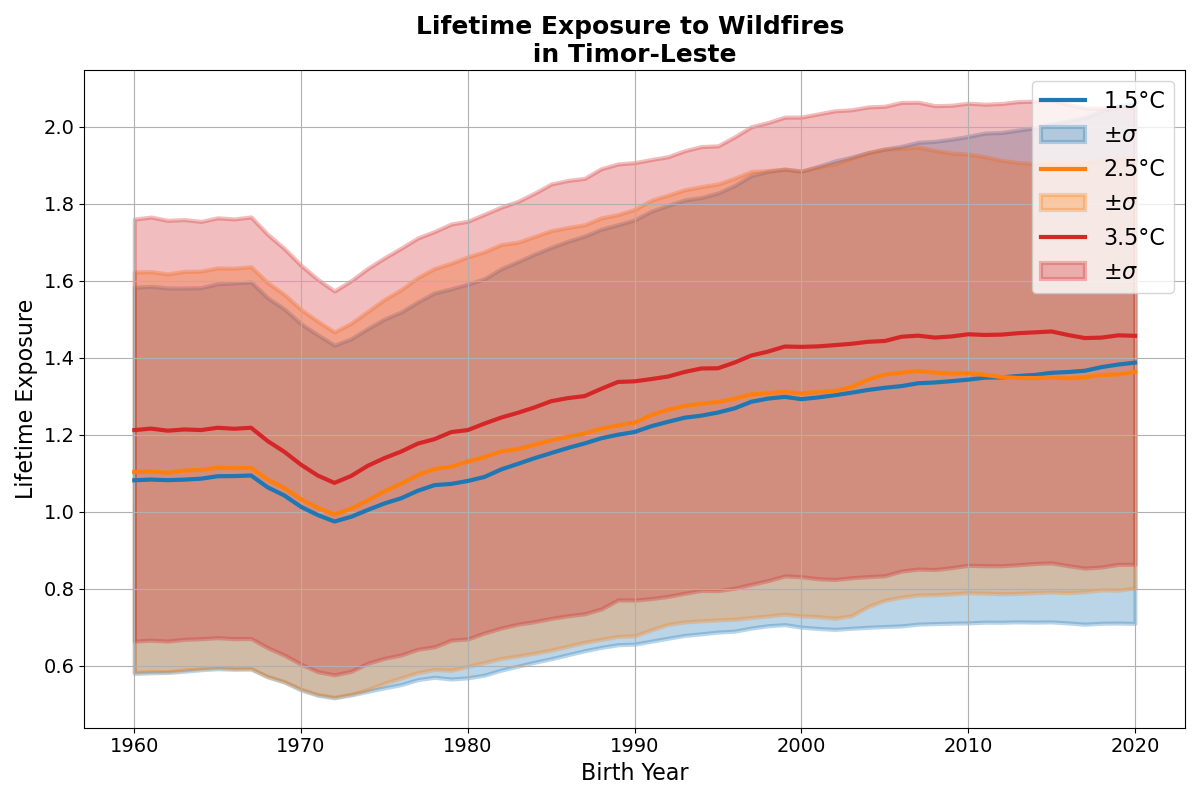 Lifetime Exposure to Wildfires
in Timor-Leste
Lifetime Exposure
2.0
1.8
1.6
1.4
1.2
1.0
0.8
0.6
1.5°C
±σ
2.5°C
±σ
3.5°C
±σ
1960 1970 1980 1990 2000 2010 2020
Birth Year